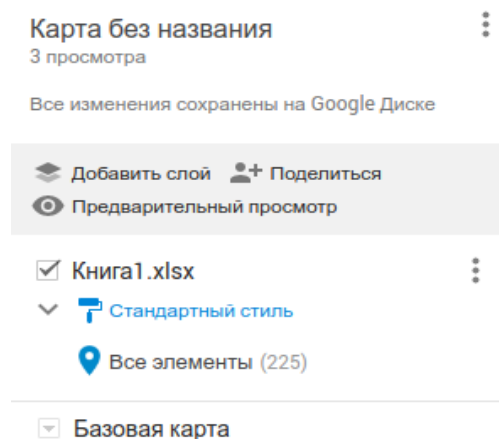 Карта без названия
3 просмотра
Все изменения сохранены на Google Диске
Добавить слой Поделиться
Предварительный просмотр
Книга1.xlsx
Стандартный стиль
Все элементы (225)
Базовая карта